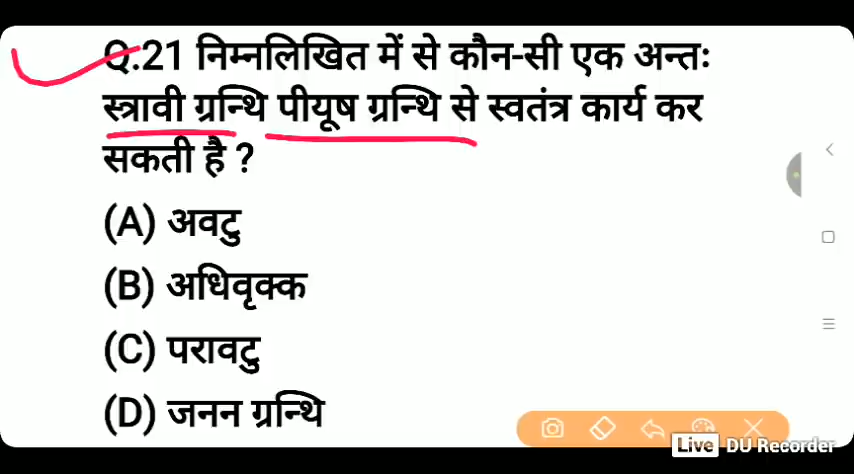 Q.21 निम्नलिखित में से कौन-सी एक अन्तः
स्त्रावी ग्रन्थि पीयूष ग्रन्थि से स्वतंत्र कार्य कर
सकती है ?
(A) अवटु
(B) अधिवृक्क
(C) परावटु
(D) जनन ग्रन्थि
Live DU Recorder